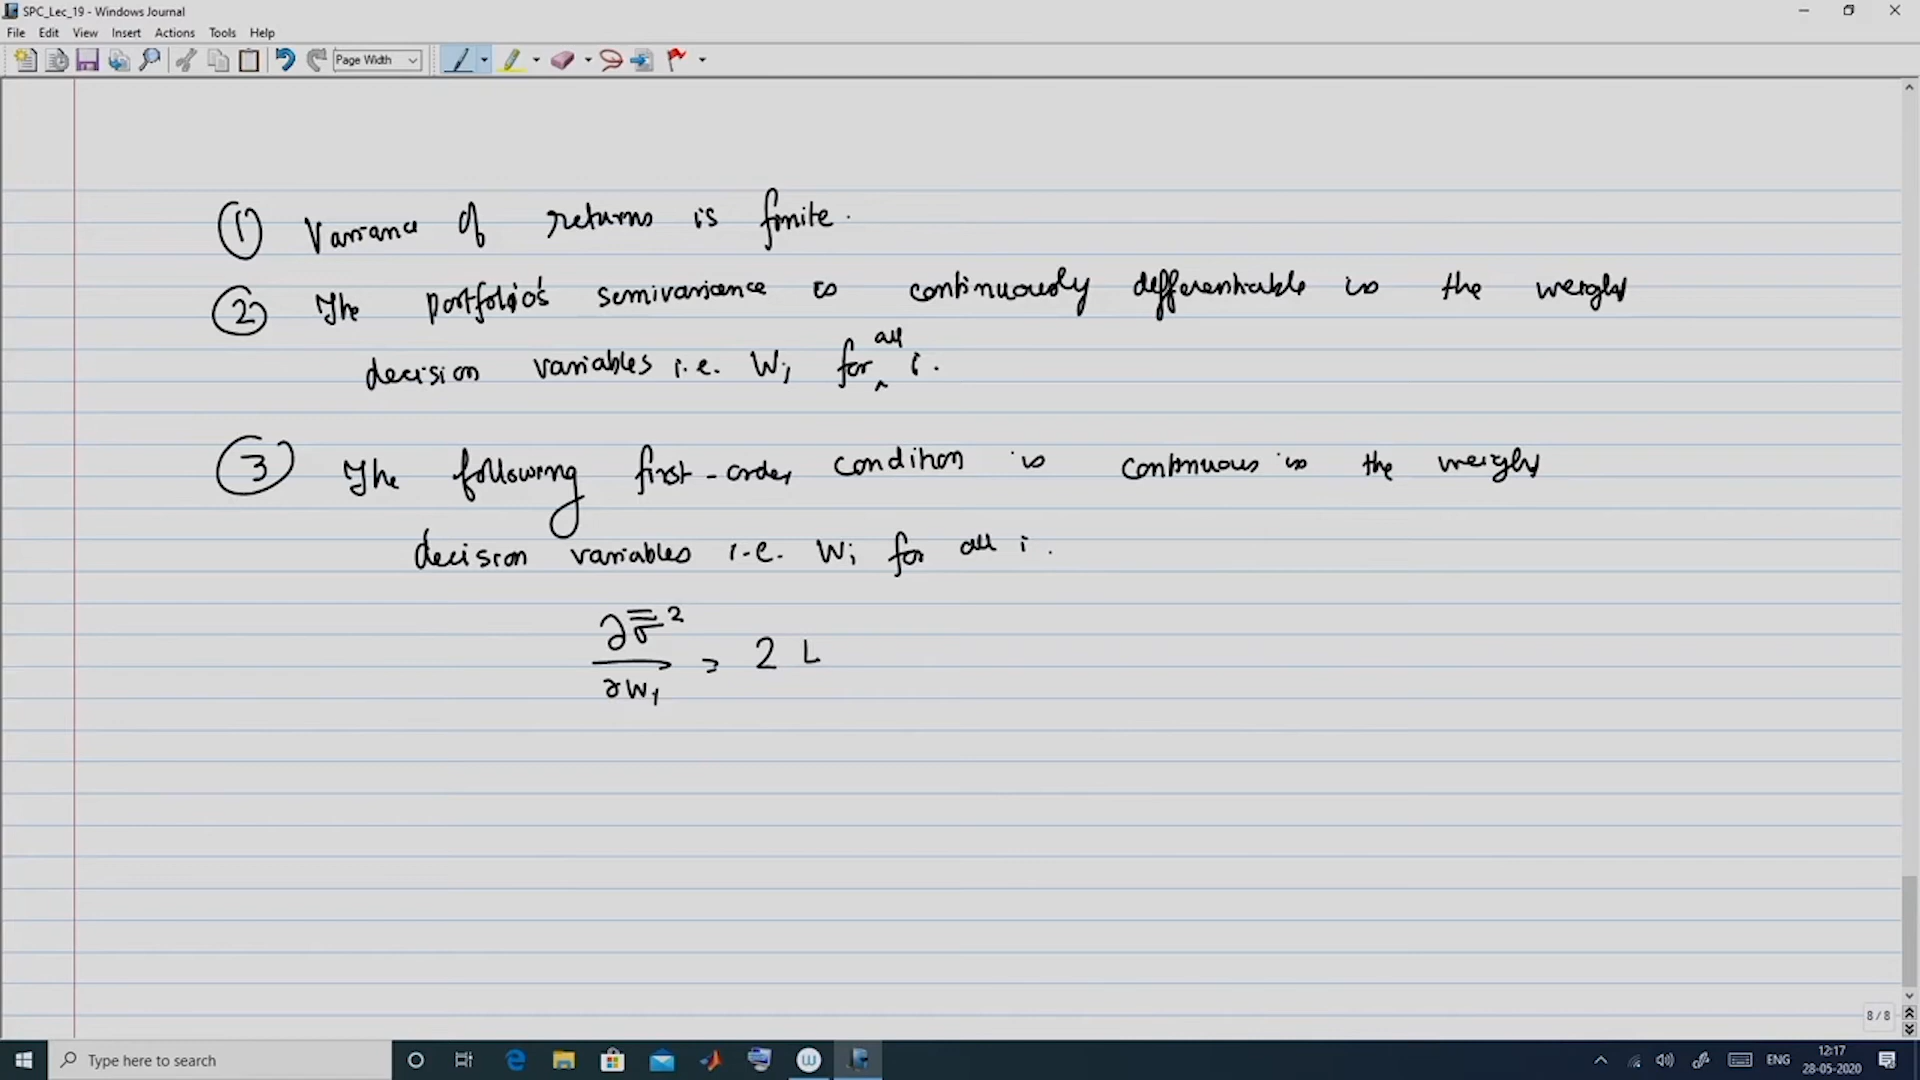 SPC_Lec_19 - Windows Journal
File Edit View Insert Actions Tools Help
Page Width
① Variance of returns is finite.
② The portfolio's semivariance is continuously differentiable in the weight
decision variables i.e. Wi for all i.
③ The following first-order condition is continuous in the weight
decision variables i.e. Wi for all i.
∂σ̿² / ∂W₁ = 2 L
8 / 8
Type here to search
ENG
12:17
28-05-2020